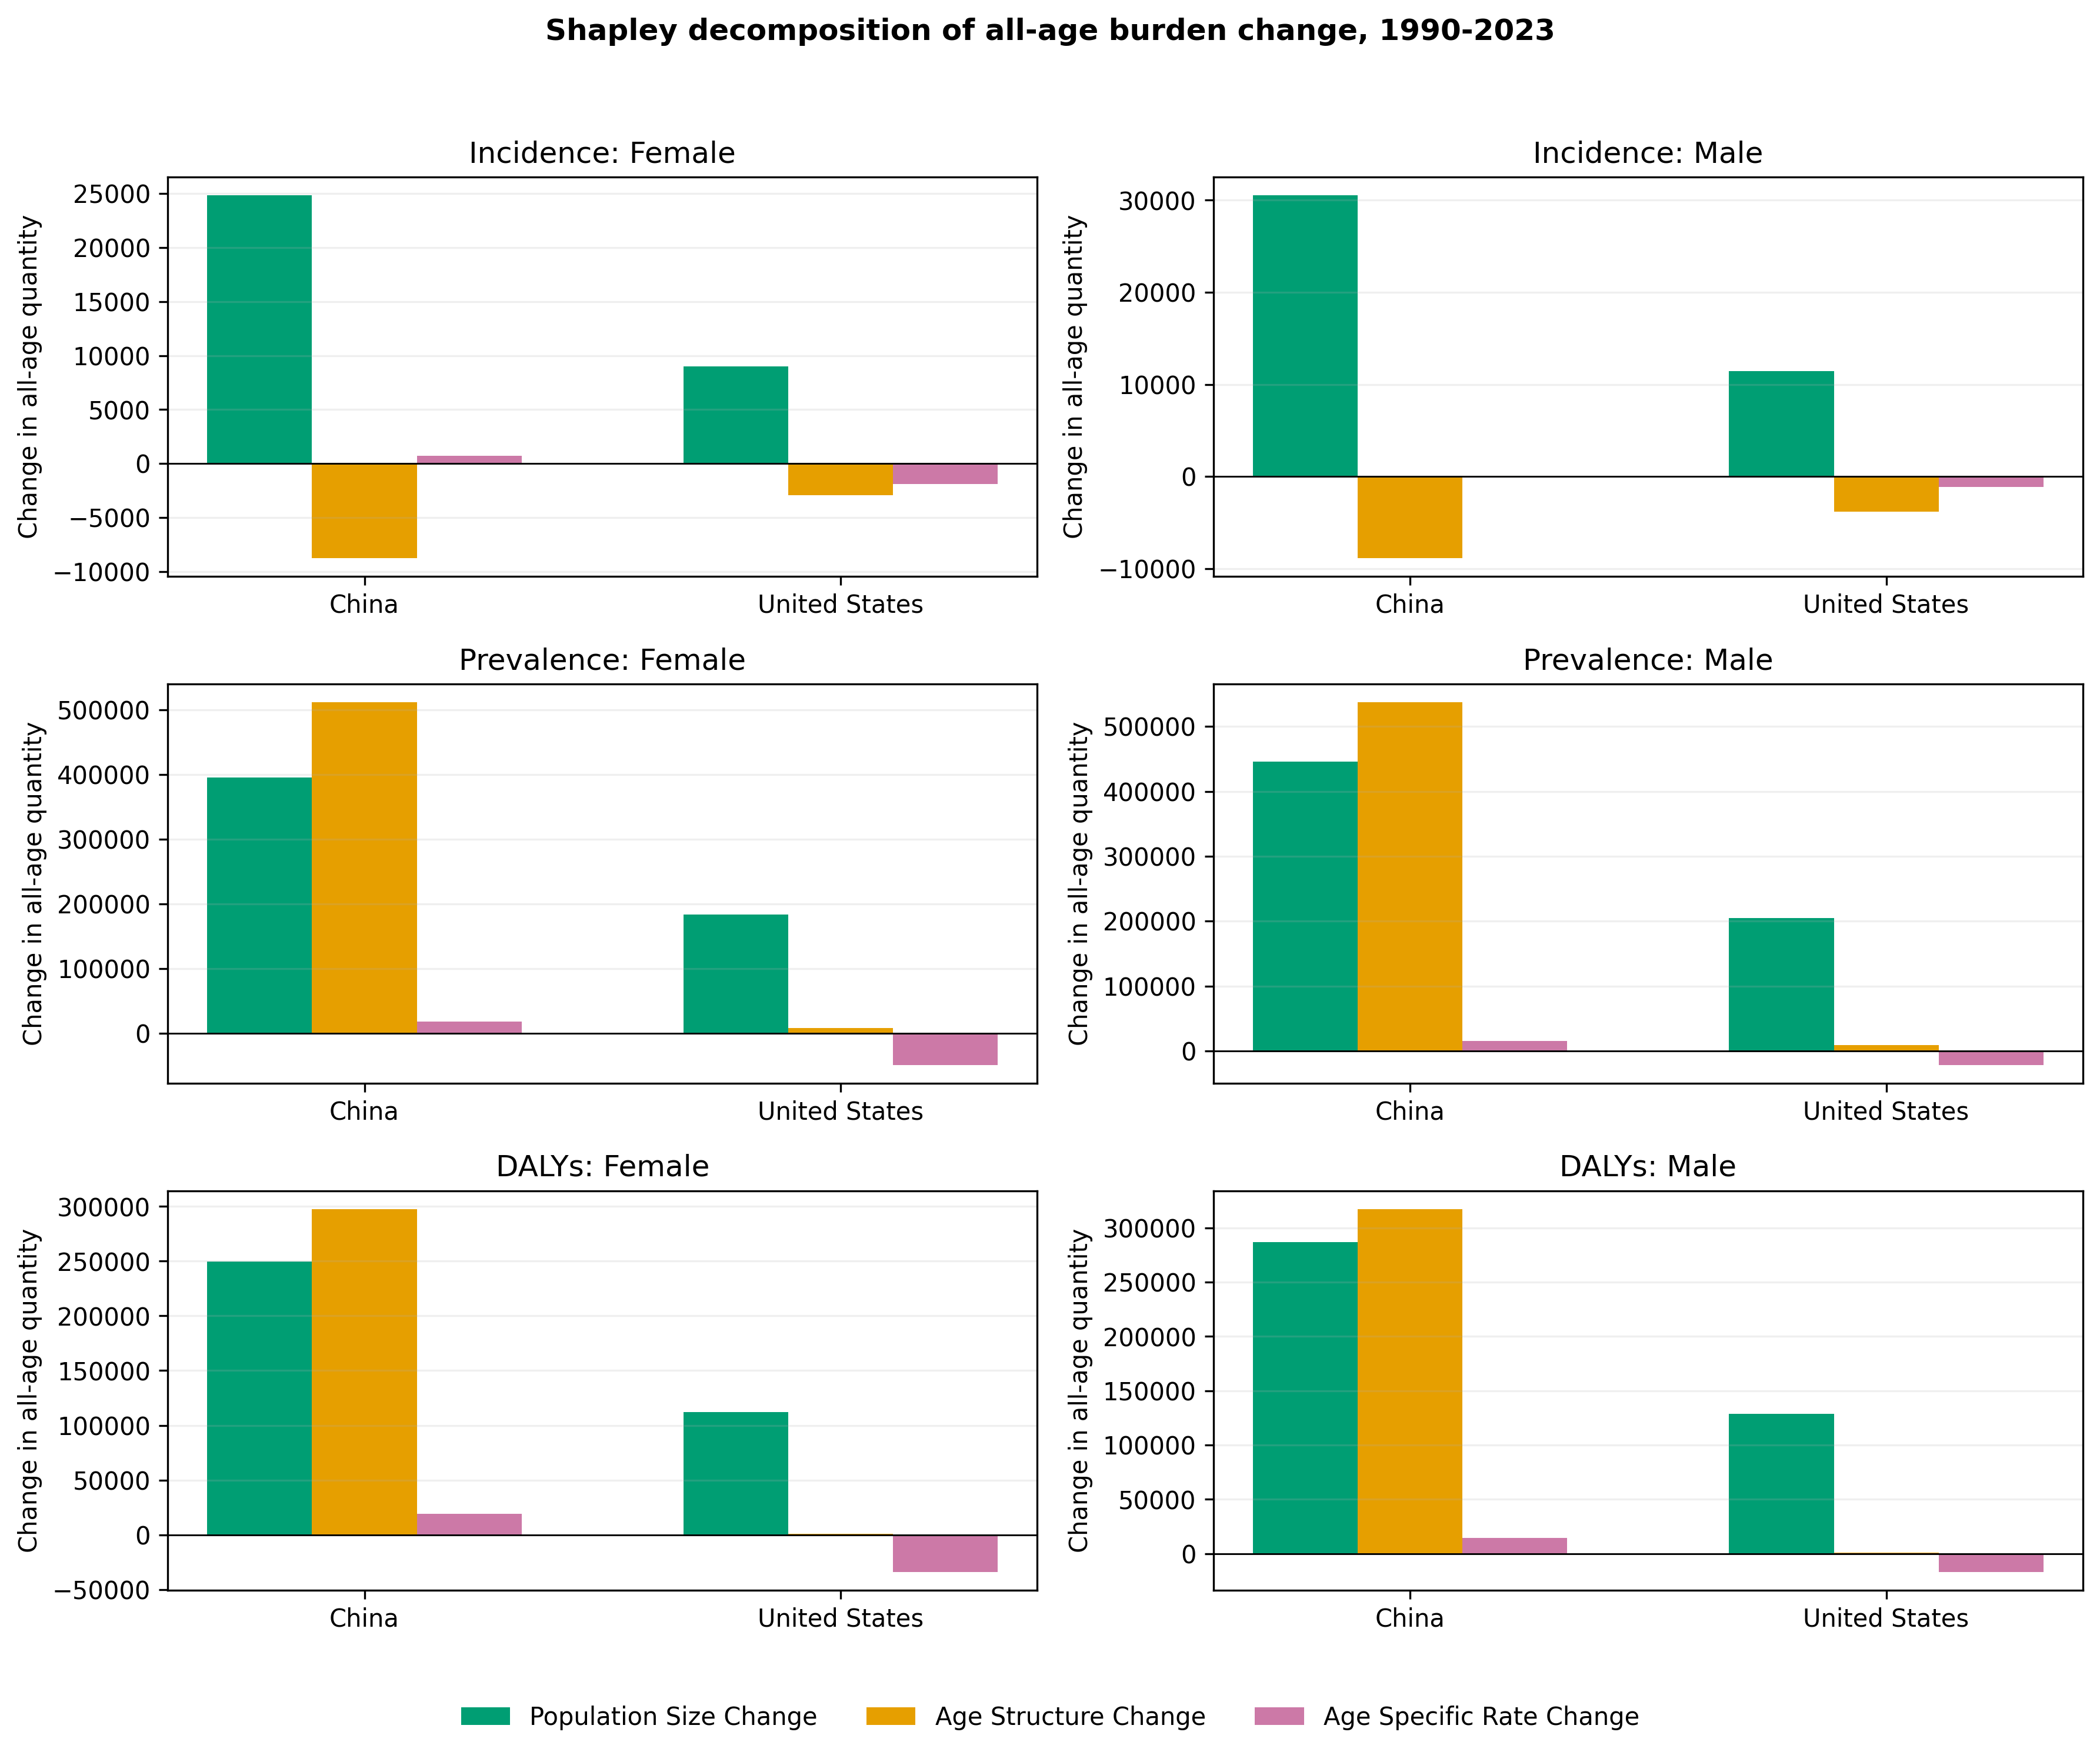 Shapley decomposition of all-age burden change, 1990-2023
Incidence: Female
Change in all-age quantity
25000
20000
15000
10000
5000
0
−5000
−10000
China
United States
Incidence: Male
Change in all-age quantity
30000
20000
10000
0
−10000
China
United States
Prevalence: Female
Change in all-age quantity
500000
400000
300000
200000
100000
0
China
United States
Prevalence: Male
Change in all-age quantity
500000
400000
300000
200000
100000
0
China
United States
DALYs: Female
Change in all-age quantity
300000
250000
200000
150000
100000
50000
0
−50000
China
United States
DALYs: Male
Change in all-age quantity
300000
250000
200000
150000
100000
50000
0
China
United States
Population Size Change
Age Structure Change
Age Specific Rate Change